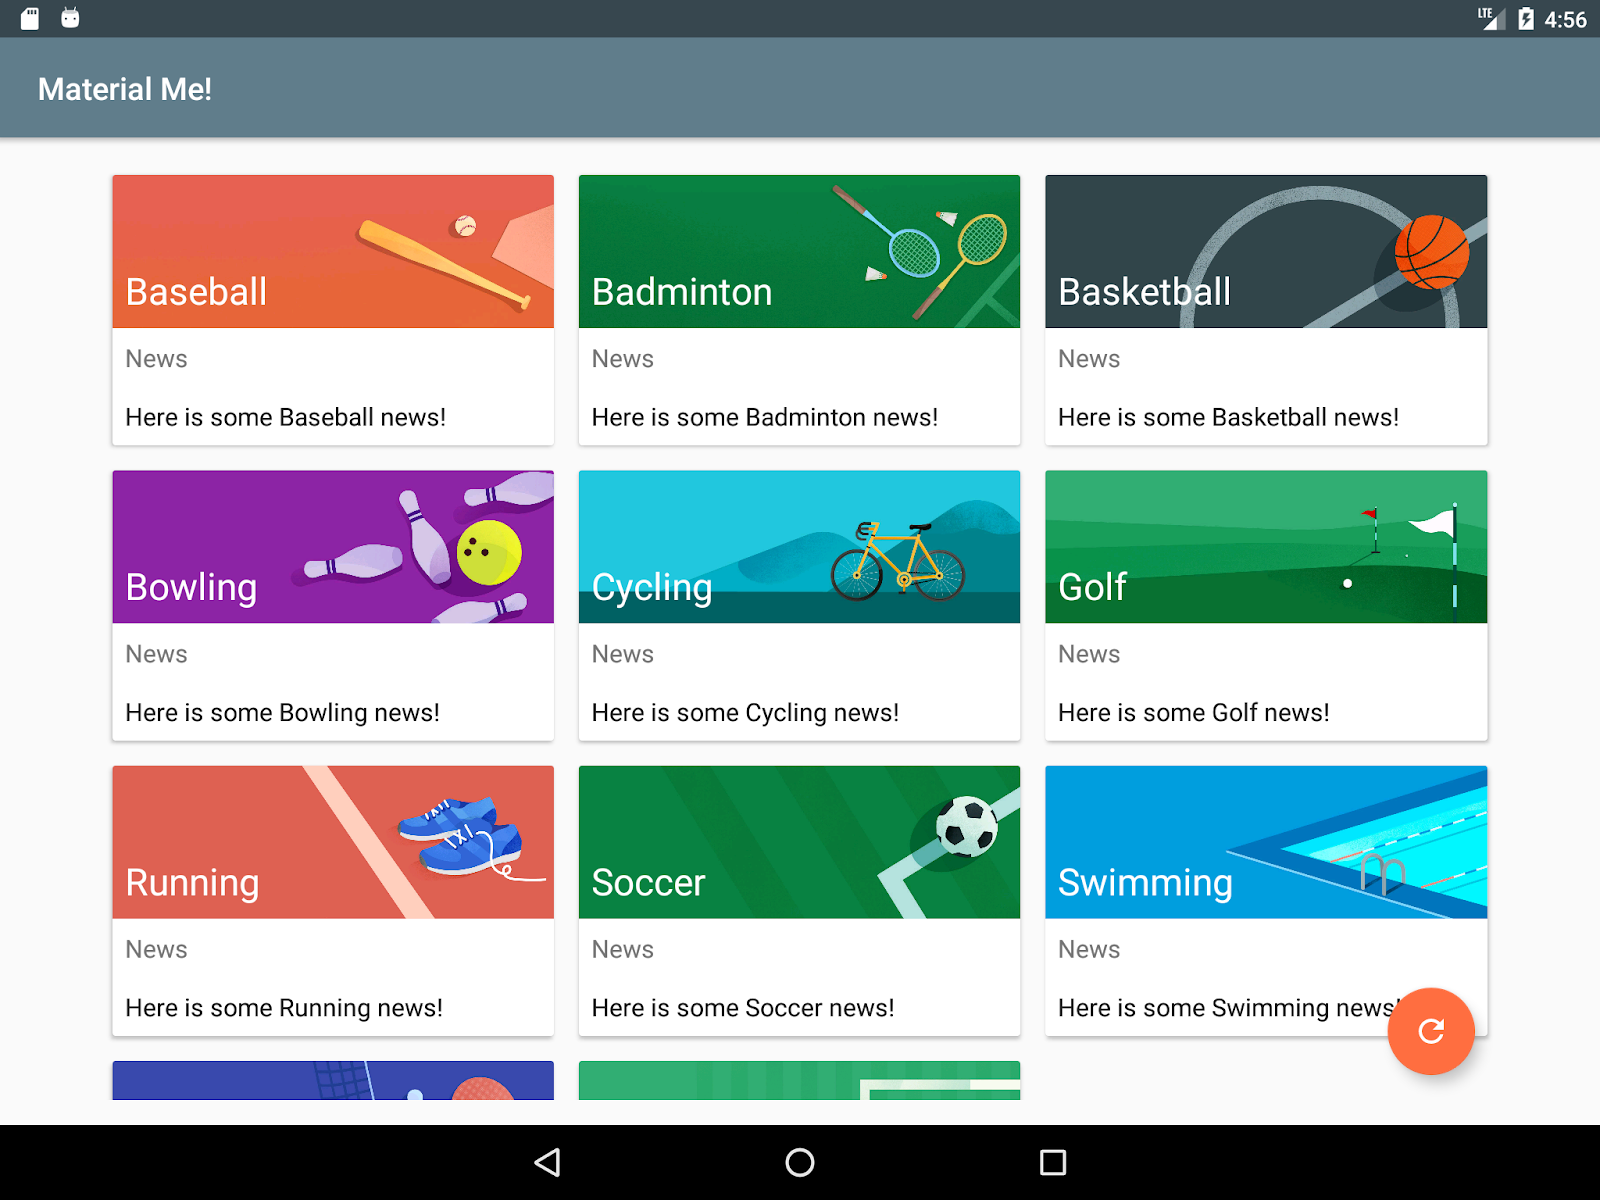 LTE 4:56
Material Me!
Baseball
News
Here is some Baseball news!
Badminton
News
Here is some Badminton news!
Basketball
News
Here is some Basketball news!
Bowling
News
Here is some Bowling news!
Cycling
News
Here is some Cycling news!
Golf
News
Here is some Golf news!
Running
News
Here is some Running news!
Soccer
News
Here is some Soccer news!
Swimming
News
Here is some Swimming news!